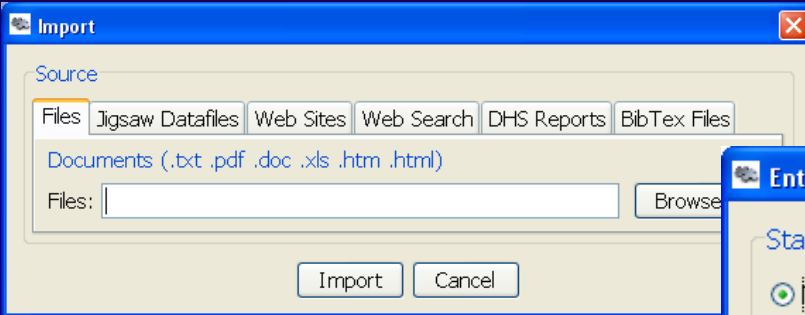 Import
Source
Files Jigsaw Datafiles Web Sites Web Search DHS Reports BibTex Files
Documents (.txt .pdf .doc .xls .htm .html)
Files: Browse
Import Cancel
Ent
Sta